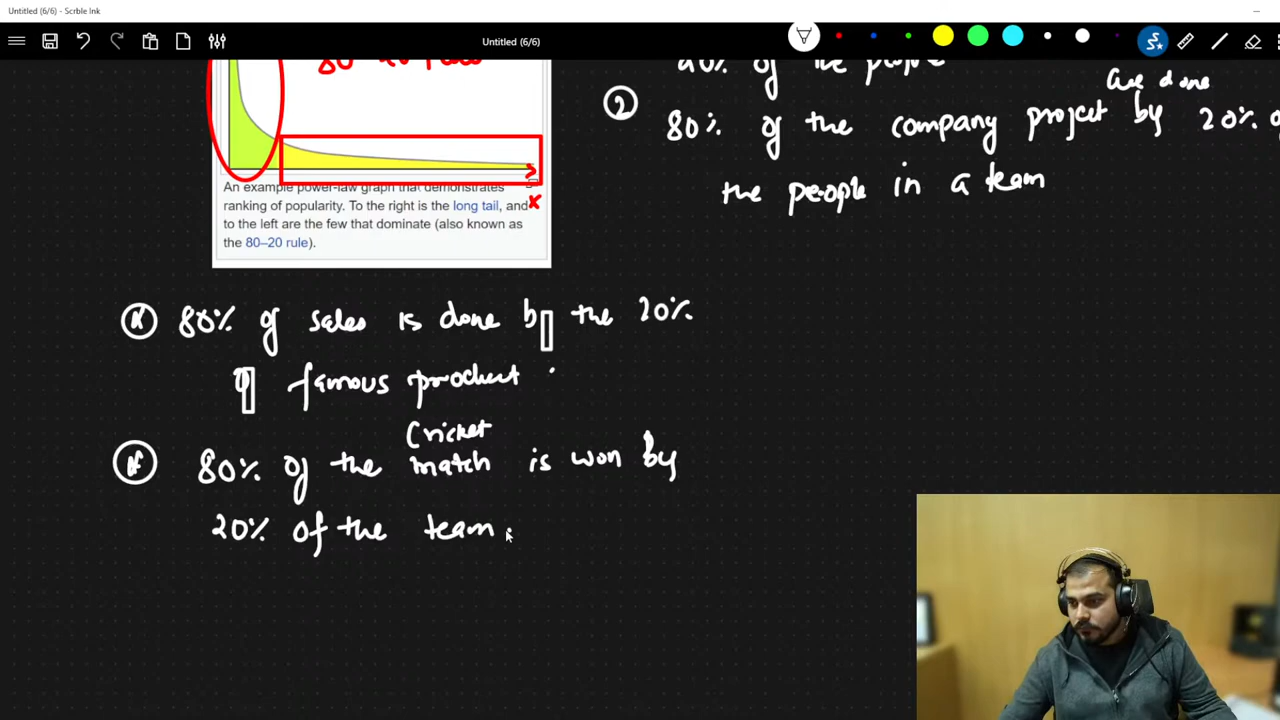 Untitled (6/6) - Scrble Ink
Untitled (6/6)
80-20 rule
An example power-law graph that demonstrates
ranking of popularity. To the right is the long tail, and
to the left are the few that dominate (also known as
the 80–20 rule).
of the people
are done
② 80% of the company project by 20% of
the people in a team
80% of sales is done by the 20%
famous product
Cricket
80% of the match is won by
20% of the team.